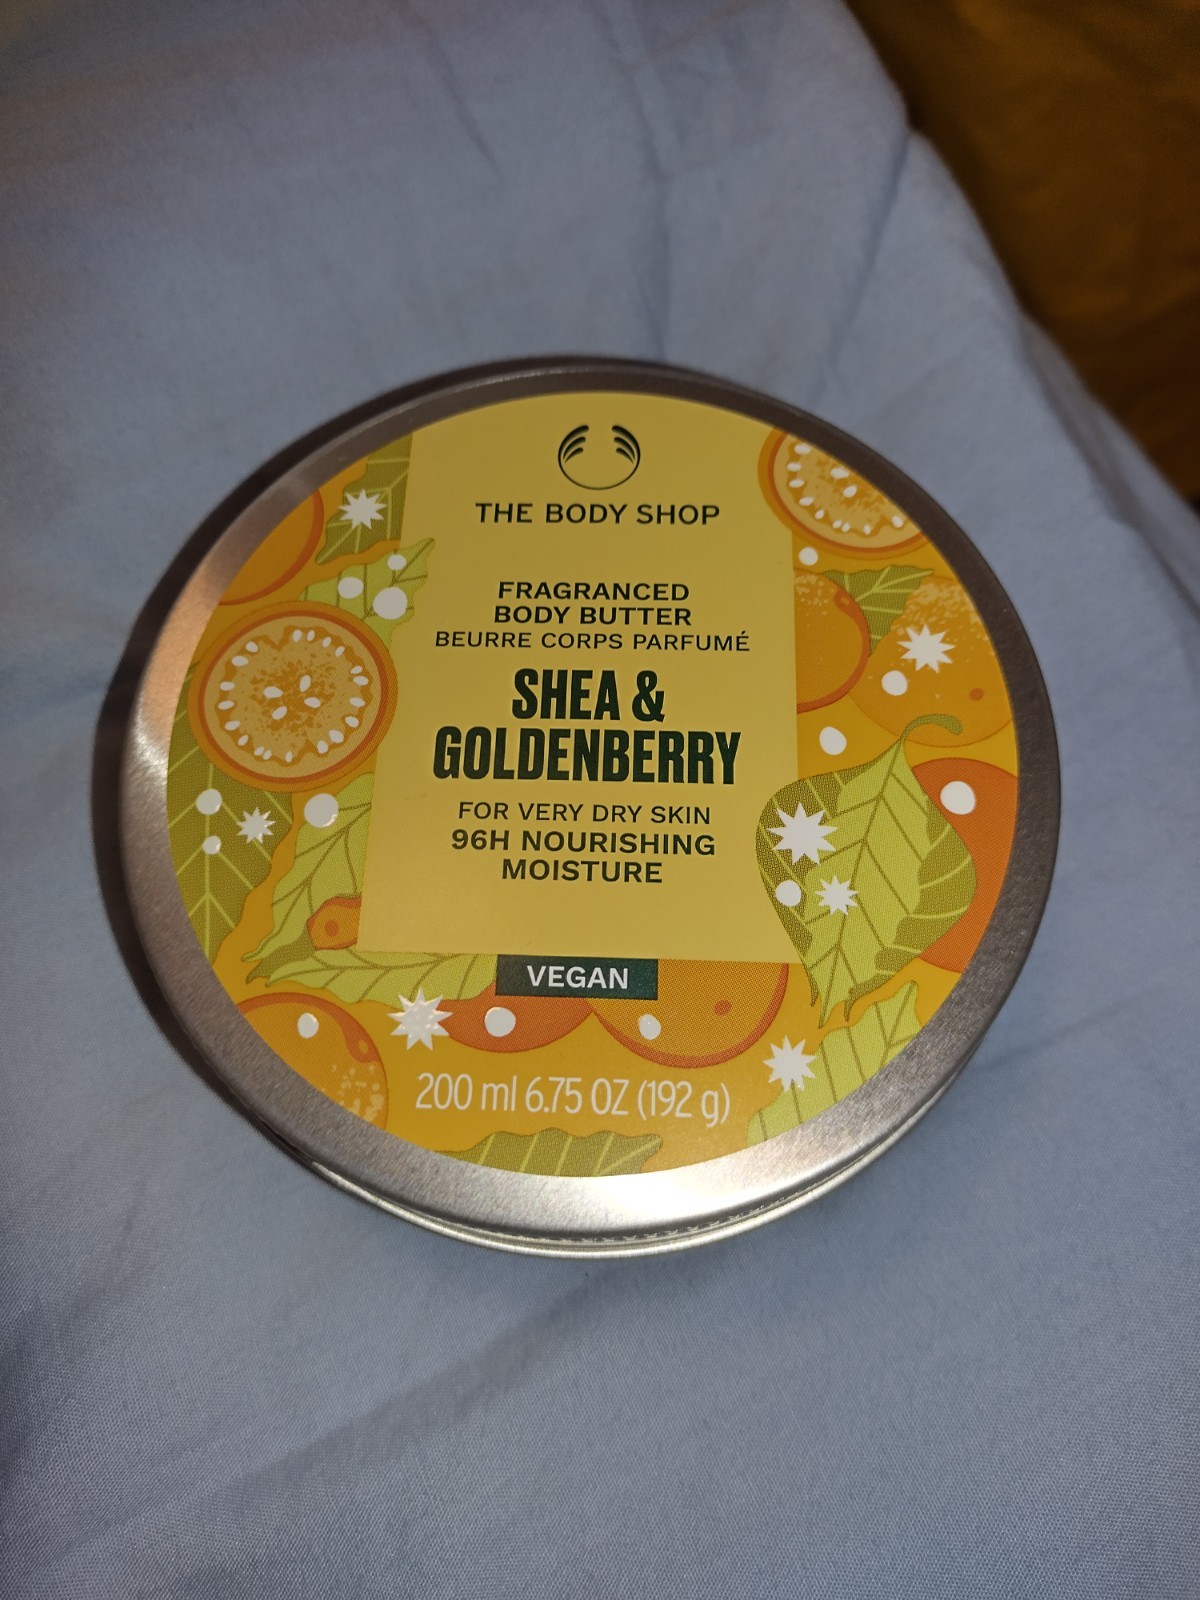 THE BODY SHOP
FRAGRANCED
BODY BUTTER
BEURRE CORPS PARFUMÉ
SHEA &
GOLDENBERRY
FOR VERY DRY SKIN
96H NOURISHING
MOISTURE
VEGAN
200 ml 6.75 OZ (192 g)